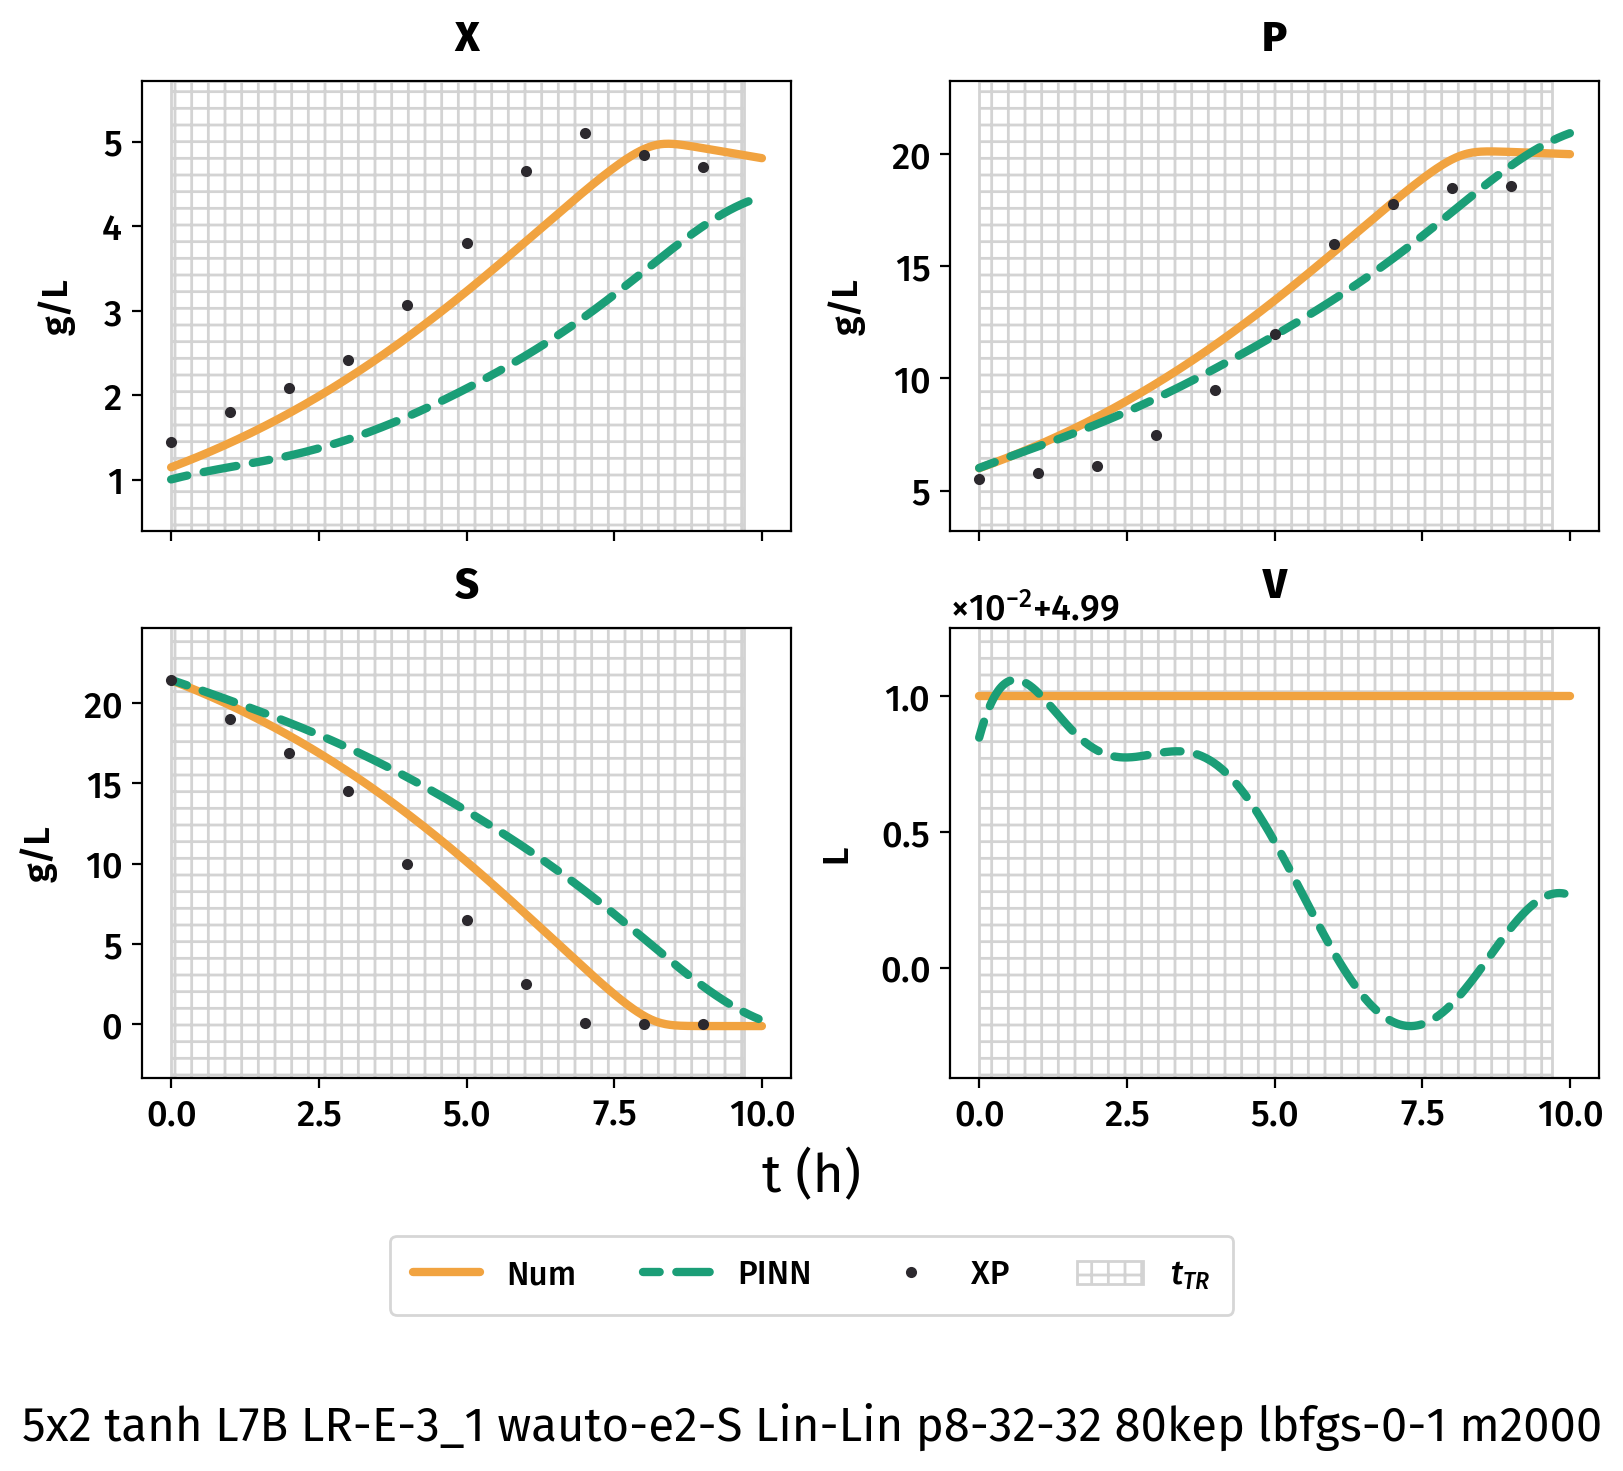 X
P
g/L
5
4
3
2
1
g/L
20
15
10
5
S
V
×10⁻²+4.99
g/L
20
15
10
5
0
L
1.0
0.5
0.0
0.0 2.5 5.0 7.5 10.0
0.0 2.5 5.0 7.5 10.0
t (h)
Num PINN XP t_TR
5x2 tanh L7B LR-E-3_1 wauto-e2-S Lin-Lin p8-32-32 80kep lbfgs-0-1 m2000